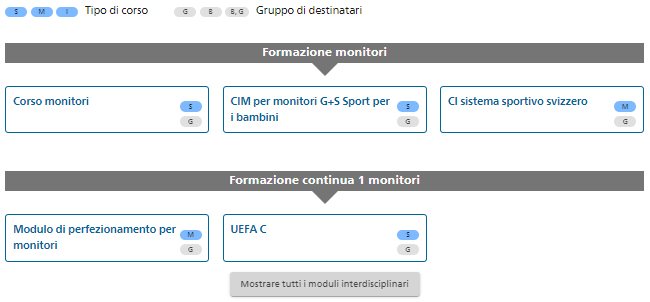 S M I Tipo di corso G B B, G Gruppo di destinatari
Formazione monitori
Corso monitori S G
CIM per monitori G+S Sport per
i bambini S G
CI sistema sportivo svizzero M G
Formazione continua 1 monitori
Modulo di perfezionamento per
monitori M G
UEFA C S G
Mostrare tutti i moduli interdisciplinari